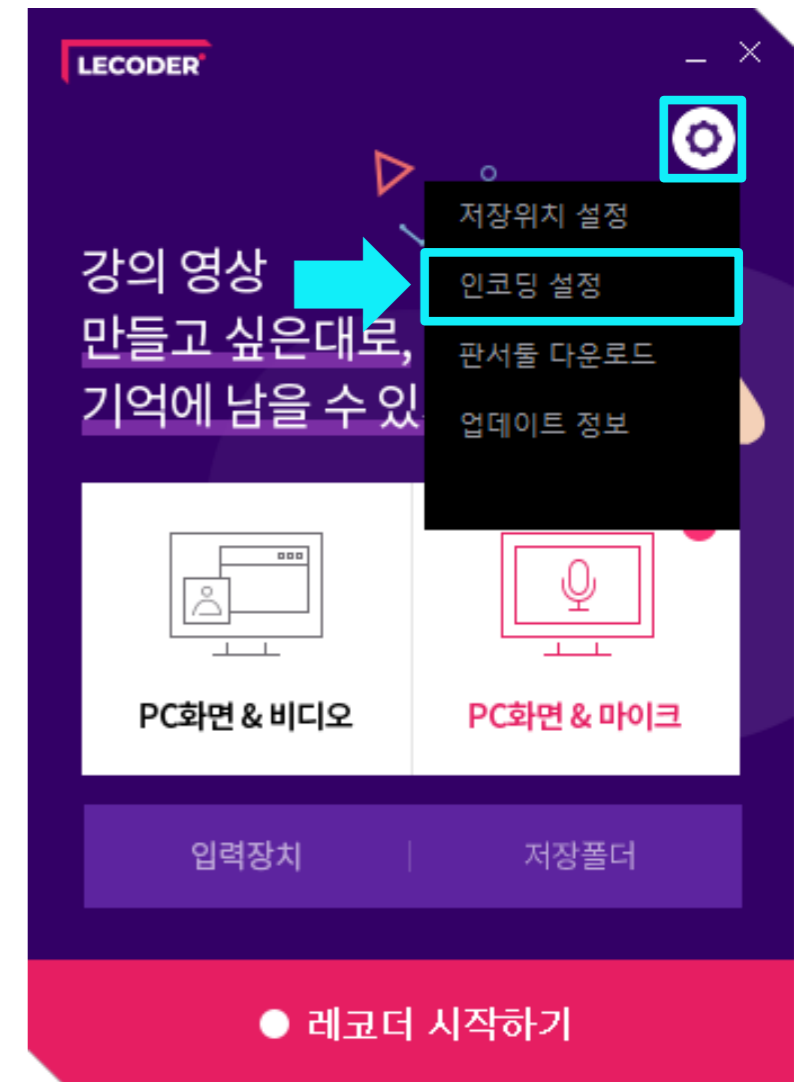 LECODER
저장위치 설정
인코딩 설정
판서툴 다운로드
업데이트 정보
강의 영상
만들고 싶은대로,
기억에 남을 수 있
PC화면 & 비디오
PC화면 & 마이크
입력장치
저장폴더
레코더 시작하기